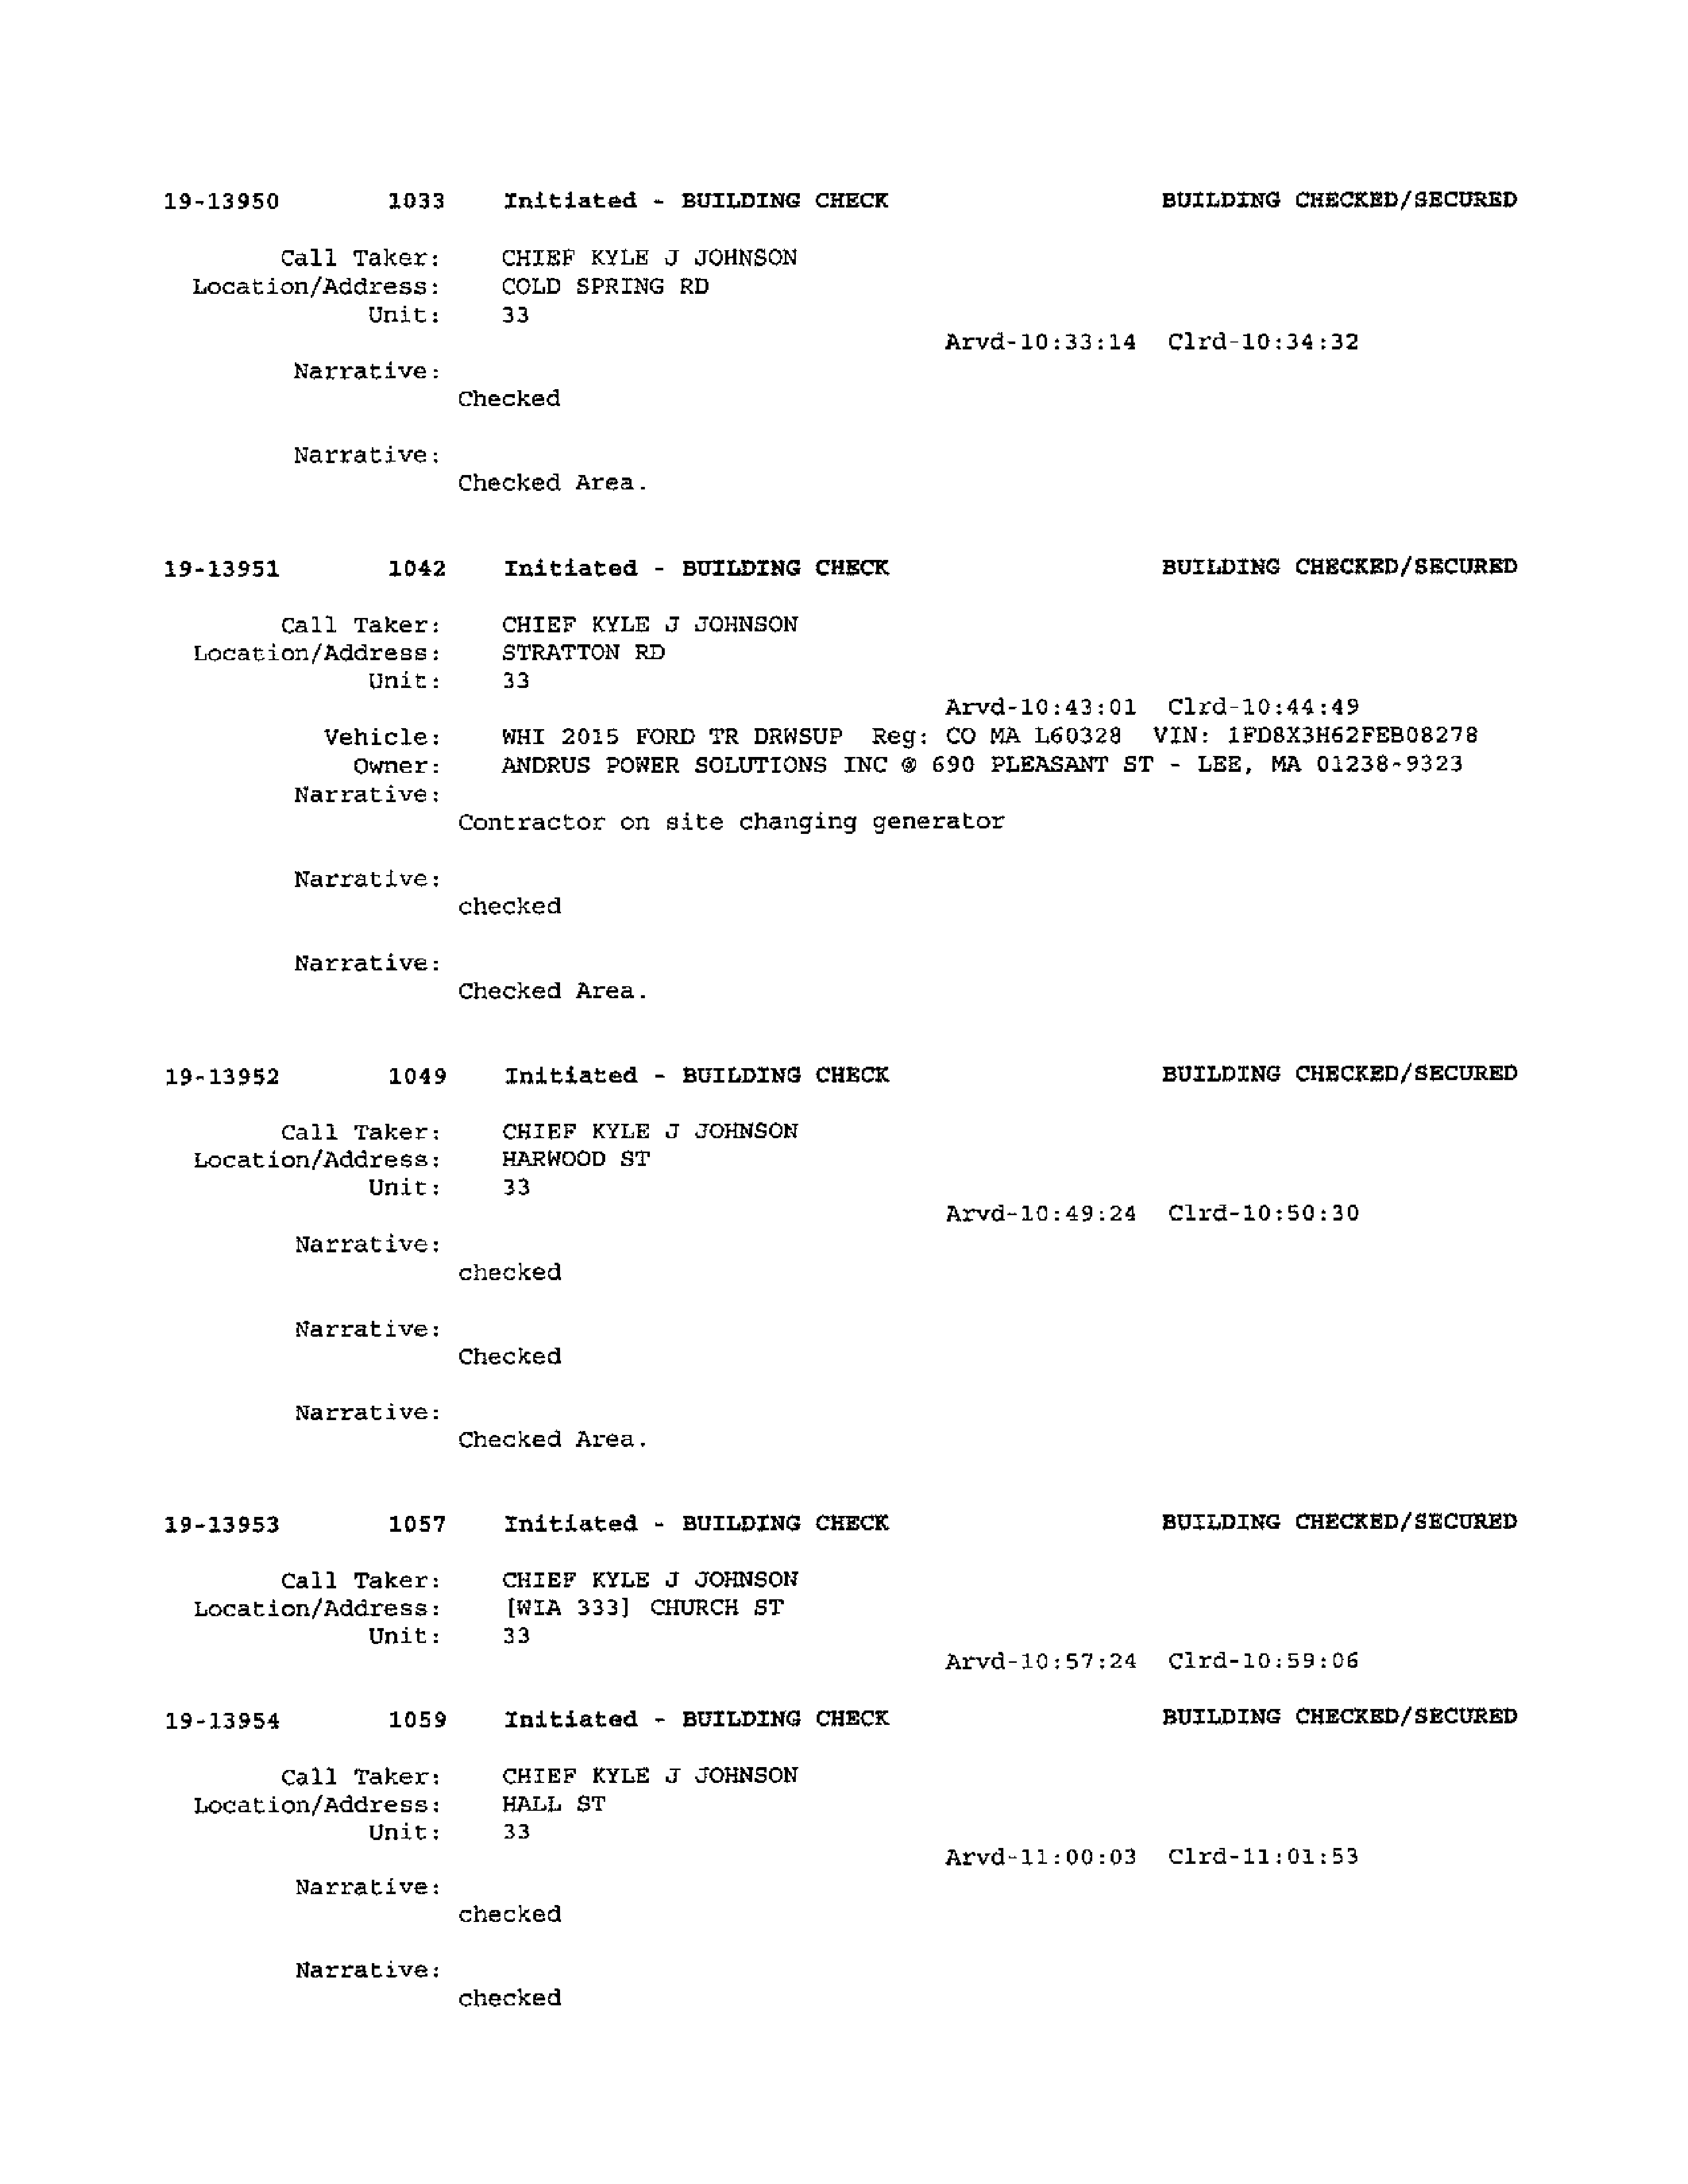 19-13950 1033 Initiated - BUILDING CHECK BUILDING CHECKED/SECURED
Call Taker: CHIEF KYLE J JOHNSON
Location/Address: COLD SPRING RD
Unit: 33
Arvd-10:33:14 Clrd-10:34:32
Narrative:
Checked
Narrative:
Checked Area.
19-13951 1042 Initiated - BUILDING CHECK BUILDING CHECKED/SECURED
Call Taker: CHIEF KYLE J JOHNSON
Location/Address: STRATTON RD
Unit: 33
Arvd-10:43:01 Clrd-10:44:49
Vehicle: WHI 2015 FORD TR DRWSUP Reg: CO MA L60328 VIN: 1FD8X3H62FEB08278
Owner: ANDRUS POWER SOLUTIONS INC @ 690 PLEASANT ST - LEE, MA 01238-9323
Narrative:
Contractor on site changing generator
Narrative:
checked
Narrative:
Checked Area.
19-13952 1049 Initiated - BUILDING CHECK BUILDING CHECKED/SECURED
Call Taker: CHIEF KYLE J JOHNSON
Location/Address: HARWOOD ST
Unit: 33
Arvd-10:49:24 Clrd-10:50:30
Narrative:
checked
Narrative:
Checked
Narrative:
Checked Area.
19-13953 1057 Initiated - BUILDING CHECK BUILDING CHECKED/SECURED
Call Taker: CHIEF KYLE J JOHNSON
Location/Address: [WIA 333] CHURCH ST
Unit: 33
Arvd-10:57:24 Clrd-10:59:06
19-13954 1059 Initiated - BUILDING CHECK BUILDING CHECKED/SECURED
Call Taker: CHIEF KYLE J JOHNSON
Location/Address: HALL ST
Unit: 33
Arvd-11:00:03 Clrd-11:01:53
Narrative:
checked
Narrative:
checked